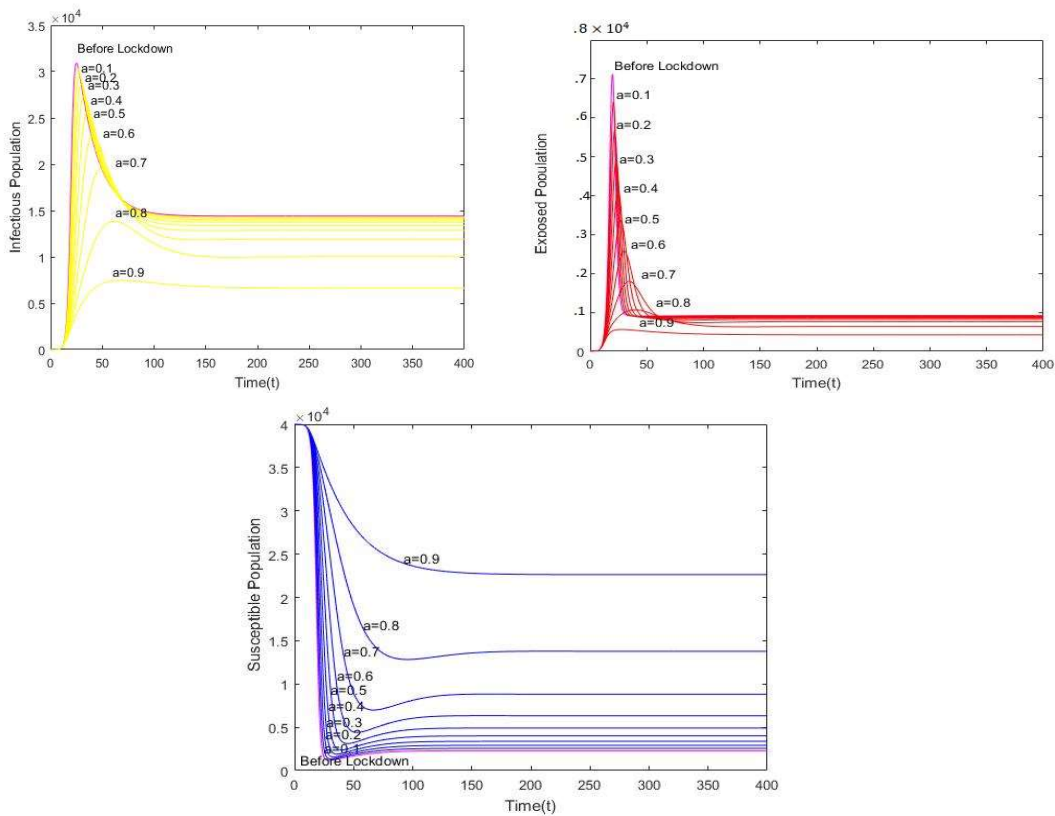 ×10⁴
3.5
3
2.5
2
1.5
1
0.5
0
Infectious Population
Before Lockdown
a=0.1
a=0.2
a=0.3
a=0.4
a=0.5
a=0.6
a=0.7
a=0.8
a=0.9
0 50 100 150 200 250 300 350 400
Time(t)
.8 × 10⁴
.7
.6
.5
.4
.3
.2
.1
0
Exposed Population
Before Lockdown
a=0.1
a=0.2
a=0.3
a=0.4
a=0.5
a=0.6
a=0.7
a=0.8
a=0.9
0 50 100 150 200 250 300 350 400
Time(t)
×10⁴
4
3.5
3
2.5
2
1.5
1
0.5
0
Susceptible Population
a=0.9
a=0.8
a=0.7
a=0.6
a=0.5
a=0.4
a=0.3
a=0.2
a=0.1
Before Lockdown
0 50 100 150 200 250 300 350 400
Time(t)